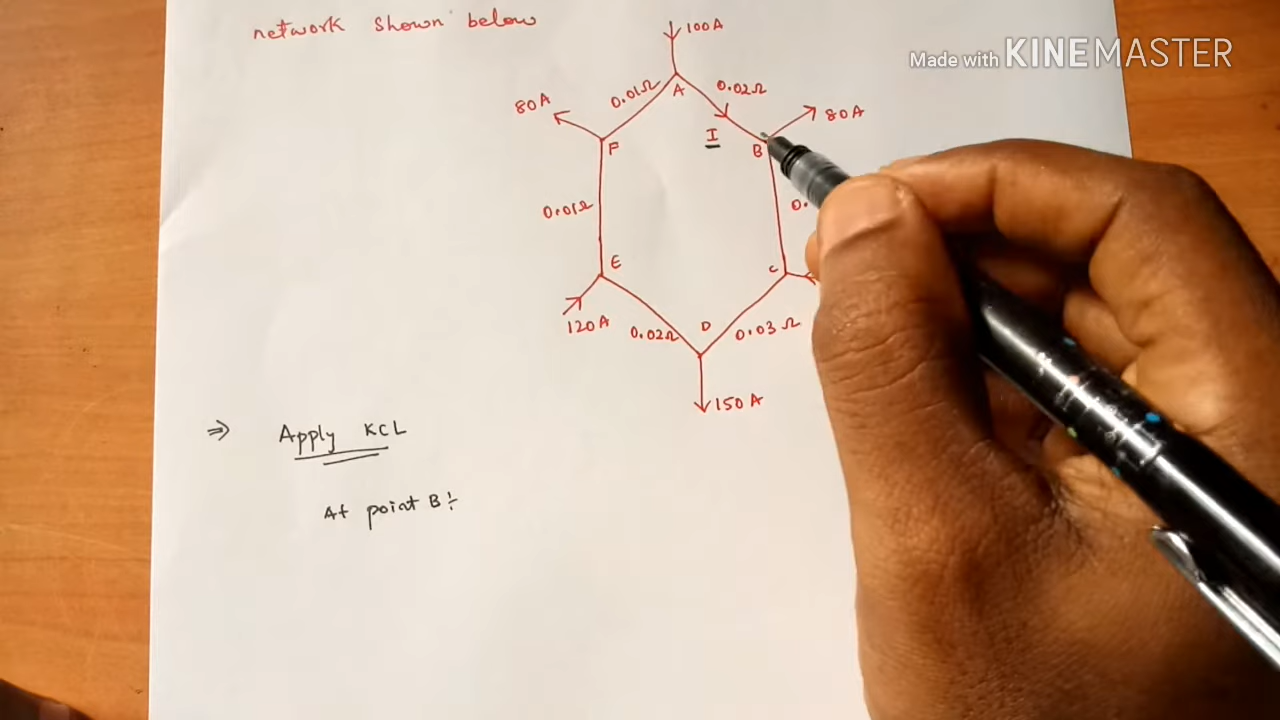 network shown below
Made with KINEMASTER
100A
80A
0.01Ω
A
0.02Ω
80A
I
F
B
0.01Ω
E
C
120A
0.02Ω
D
0.03Ω
150A
⇒ Apply KCL
At point B: